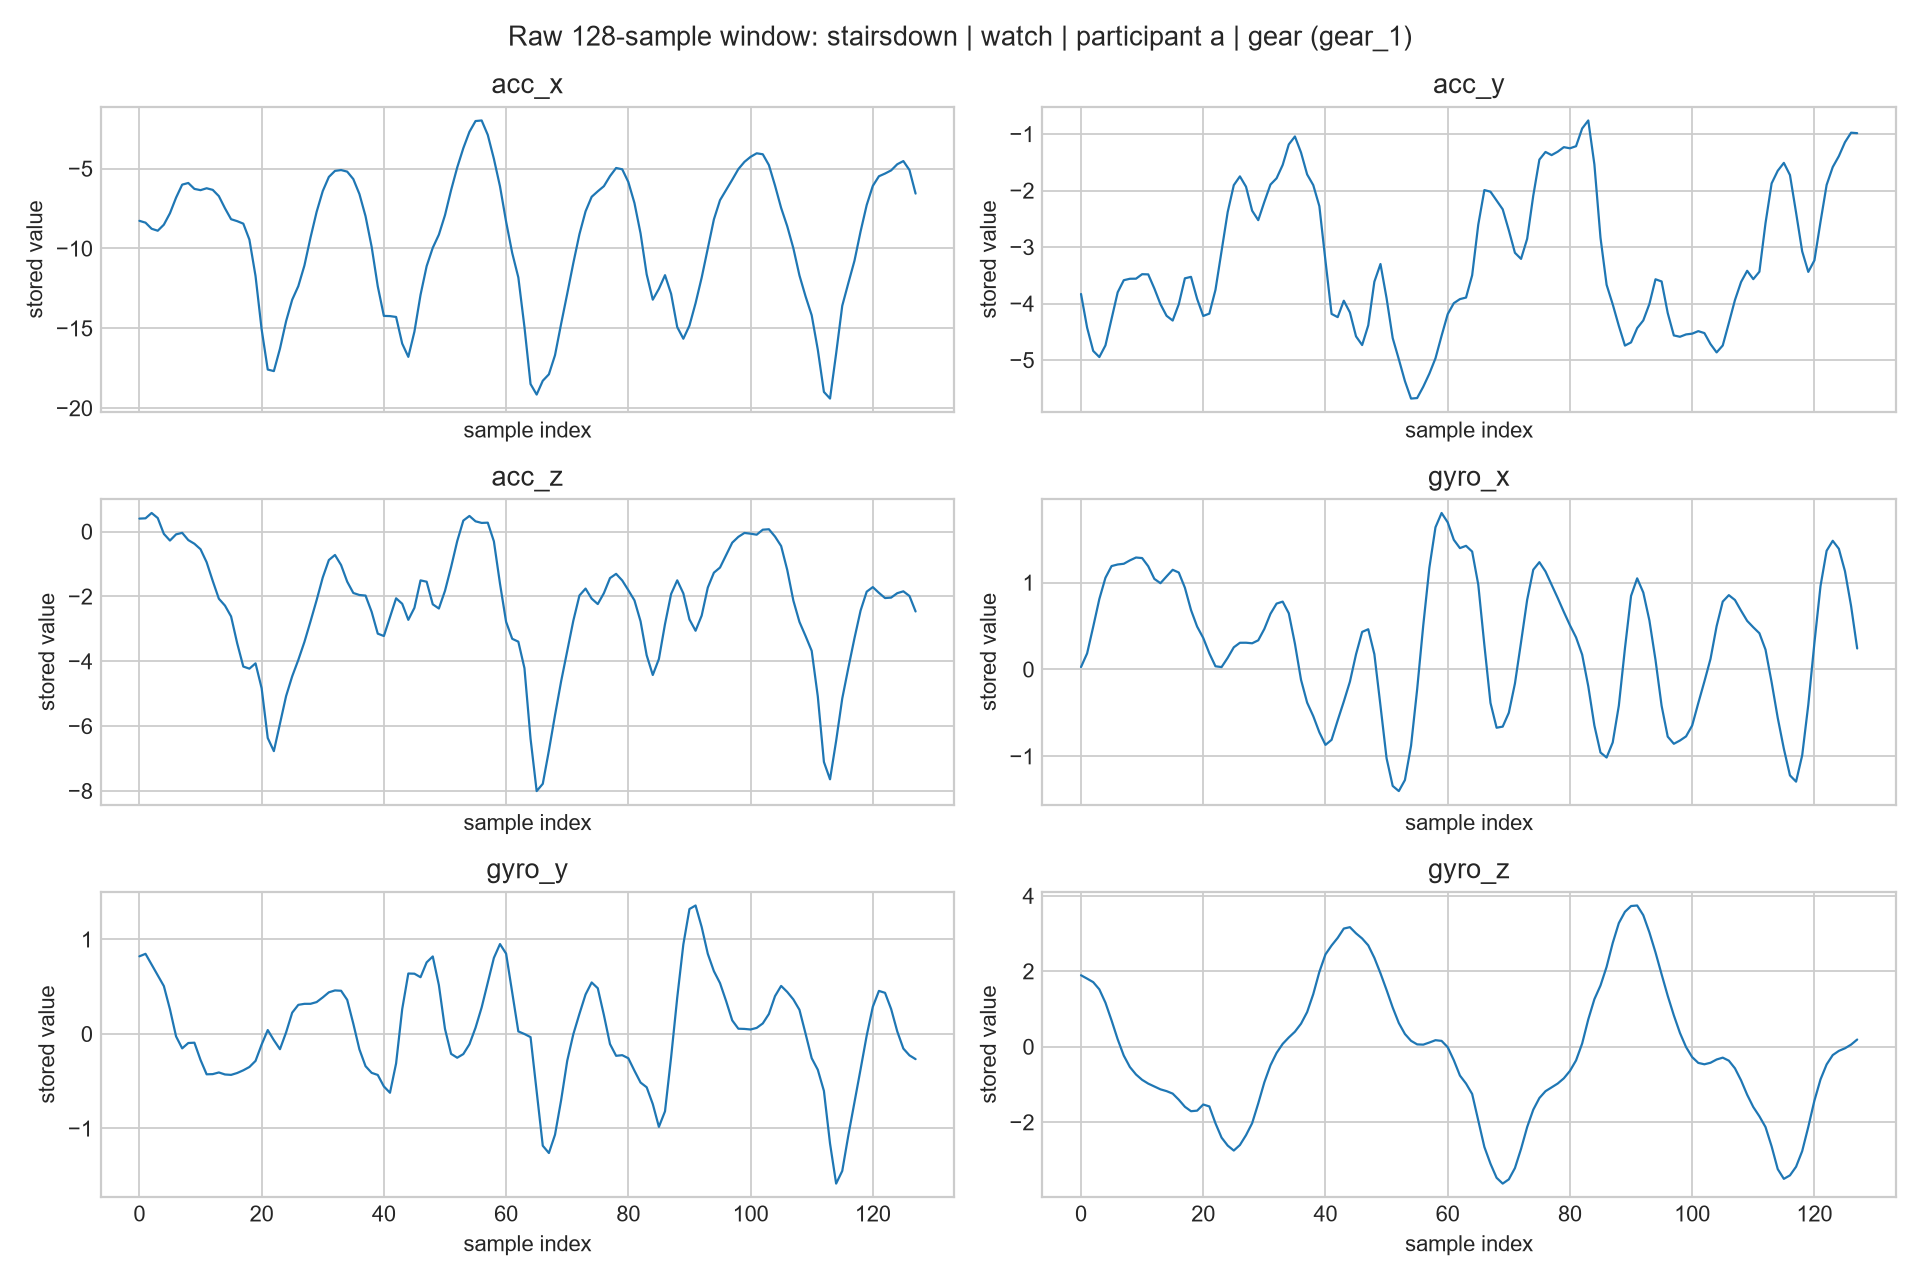 Raw 128-sample window: stairsdown | watch | participant a | gear (gear_1)
acc_x
acc_y
stored value
−5
−10
−15
−20
sample index
stored value
−1
−2
−3
−4
−5
sample index
acc_z
gyro_x
stored value
0
−2
−4
−6
−8
sample index
stored value
1
0
−1
sample index
gyro_y
gyro_z
stored value
1
0
−1
0 20 40 60 80 100 120
sample index
stored value
4
2
0
−2
0 20 40 60 80 100 120
sample index